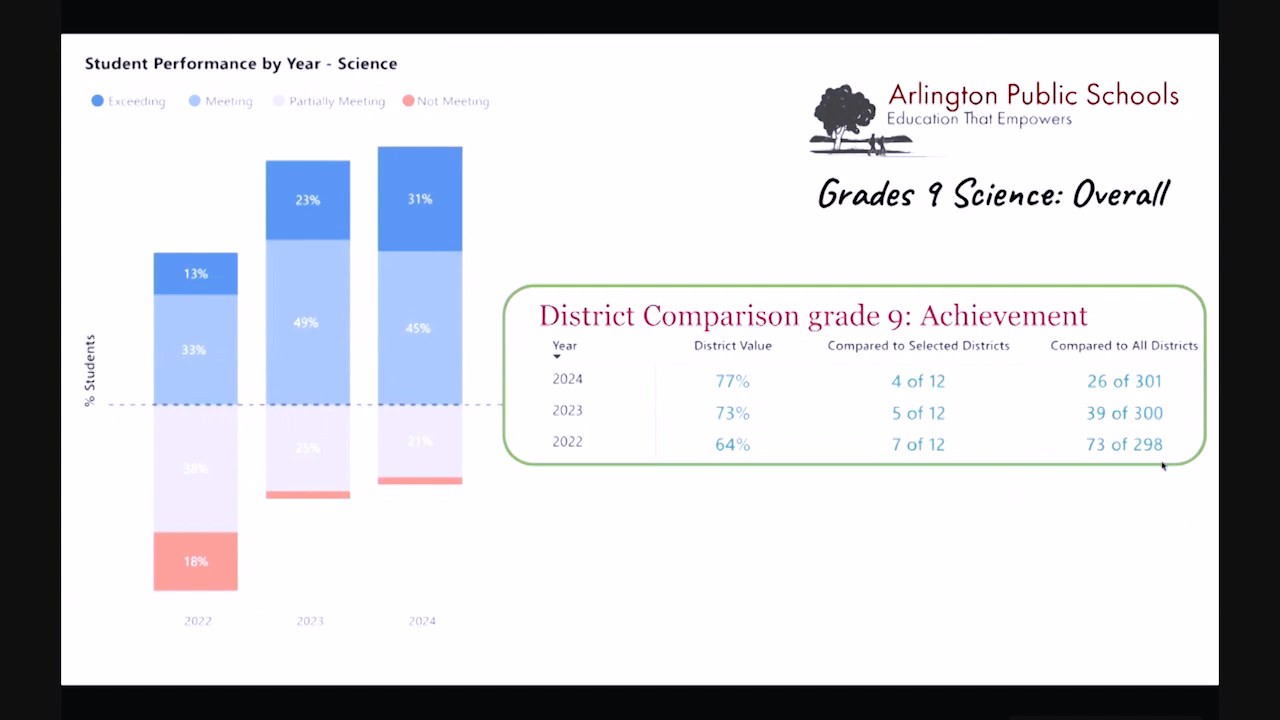 Student Performance by Year - Science
Exceeding Meeting Partially Meeting Not Meeting
Arlington Public Schools
Education That Empowers
Grades 9 Science: Overall
% Students
13%
33%
38%
18%
23%
49%
25%
31%
45%
21%
2022 2023 2024
District Comparison grade 9: Achievement
Year District Value Compared to Selected Districts Compared to All Districts
2024 77% 4 of 12 26 of 301
2023 73% 5 of 12 39 of 300
2022 64% 7 of 12 73 of 298